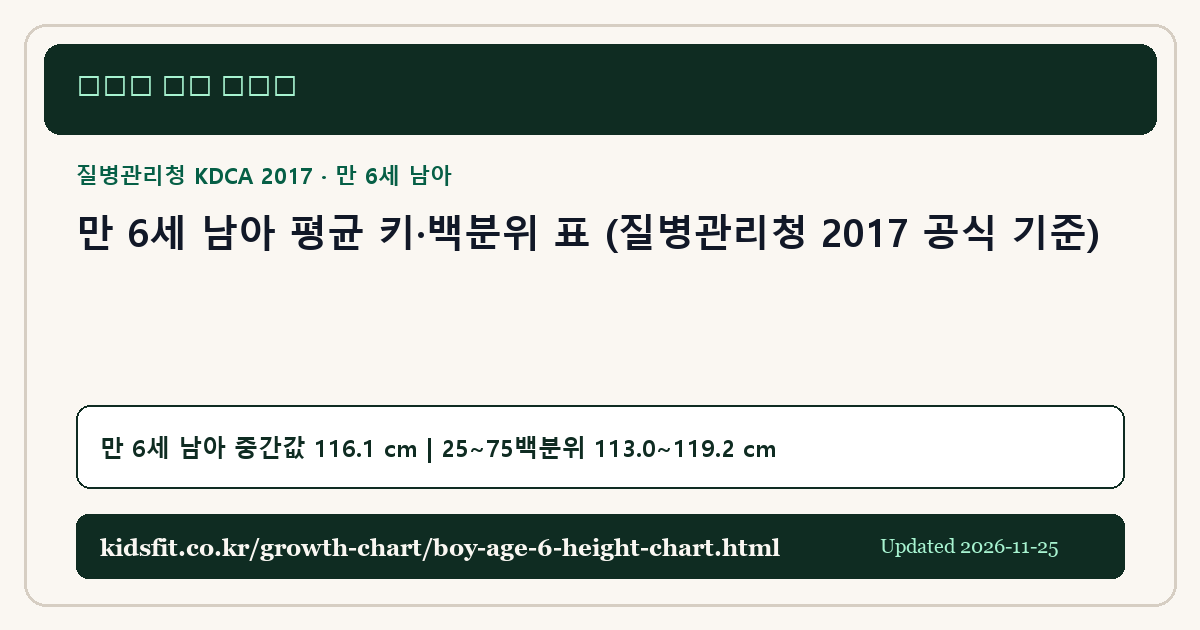 질병관리청 KDCA 2017 · 만 6세 남아
만 6세 남아 평균 키·백분위 표 (질병관리청 2017 공식 기준)
만 6세 남아 중간값 116.1 cm | 25~75백분위 113.0~119.2 cm
kidsfit.co.kr/growth-chart/boy-age-6-height-chart.html
Updated 2026-11-25